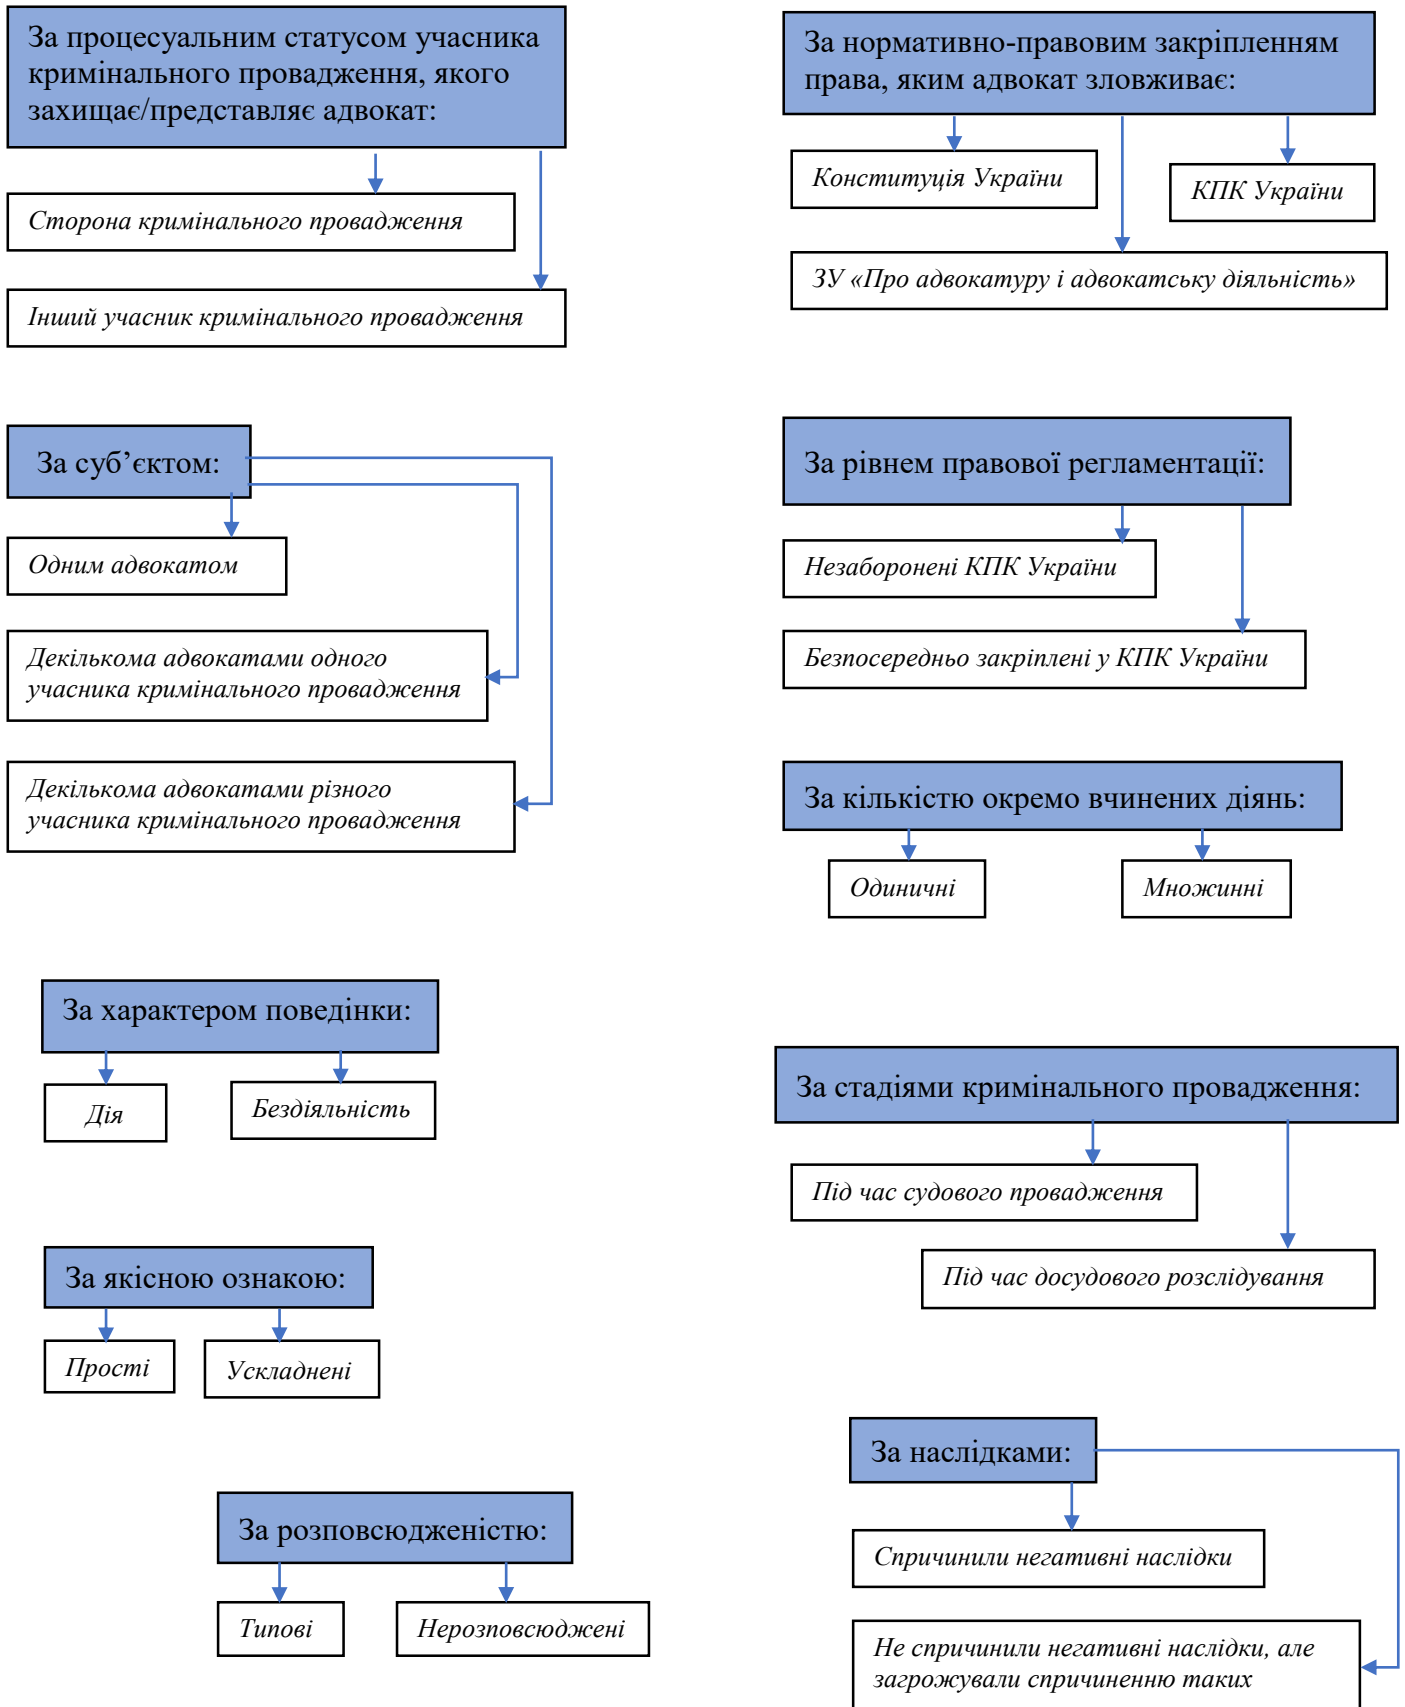 За процесуальним статусом учасника
кримінального провадження, якого
захищає/представляє адвокат:
Сторона кримінального провадження
Інший учасник кримінального провадження
За нормативно-правовим закріпленням
права, яким адвокат зловживає:
Конституція України
КПК України
ЗУ «Про адвокатуру і адвокатську діяльність»
За суб’єктом:
Одним адвокатом
Декількома адвокатами одного
учасника кримінального провадження
Декількома адвокатами різного
учасника кримінального провадження
За рівнем правової регламентації:
Незаборонені КПК України
Безпосередньо закріплені у КПК України
За кількістю окремо вчинених діянь:
Одиничні
Множинні
За характером поведінки:
Дія
Бездіяльність
За стадіями кримінального провадження:
Під час судового провадження
Під час досудового розслідування
За якісною ознакою:
Прості
Ускладнені
За наслідками:
Спричинили негативні наслідки
Не спричинили негативні наслідки, але
загрожували спричиненню таких
За розповсюдженістю:
Типові
Нерозповсюджені